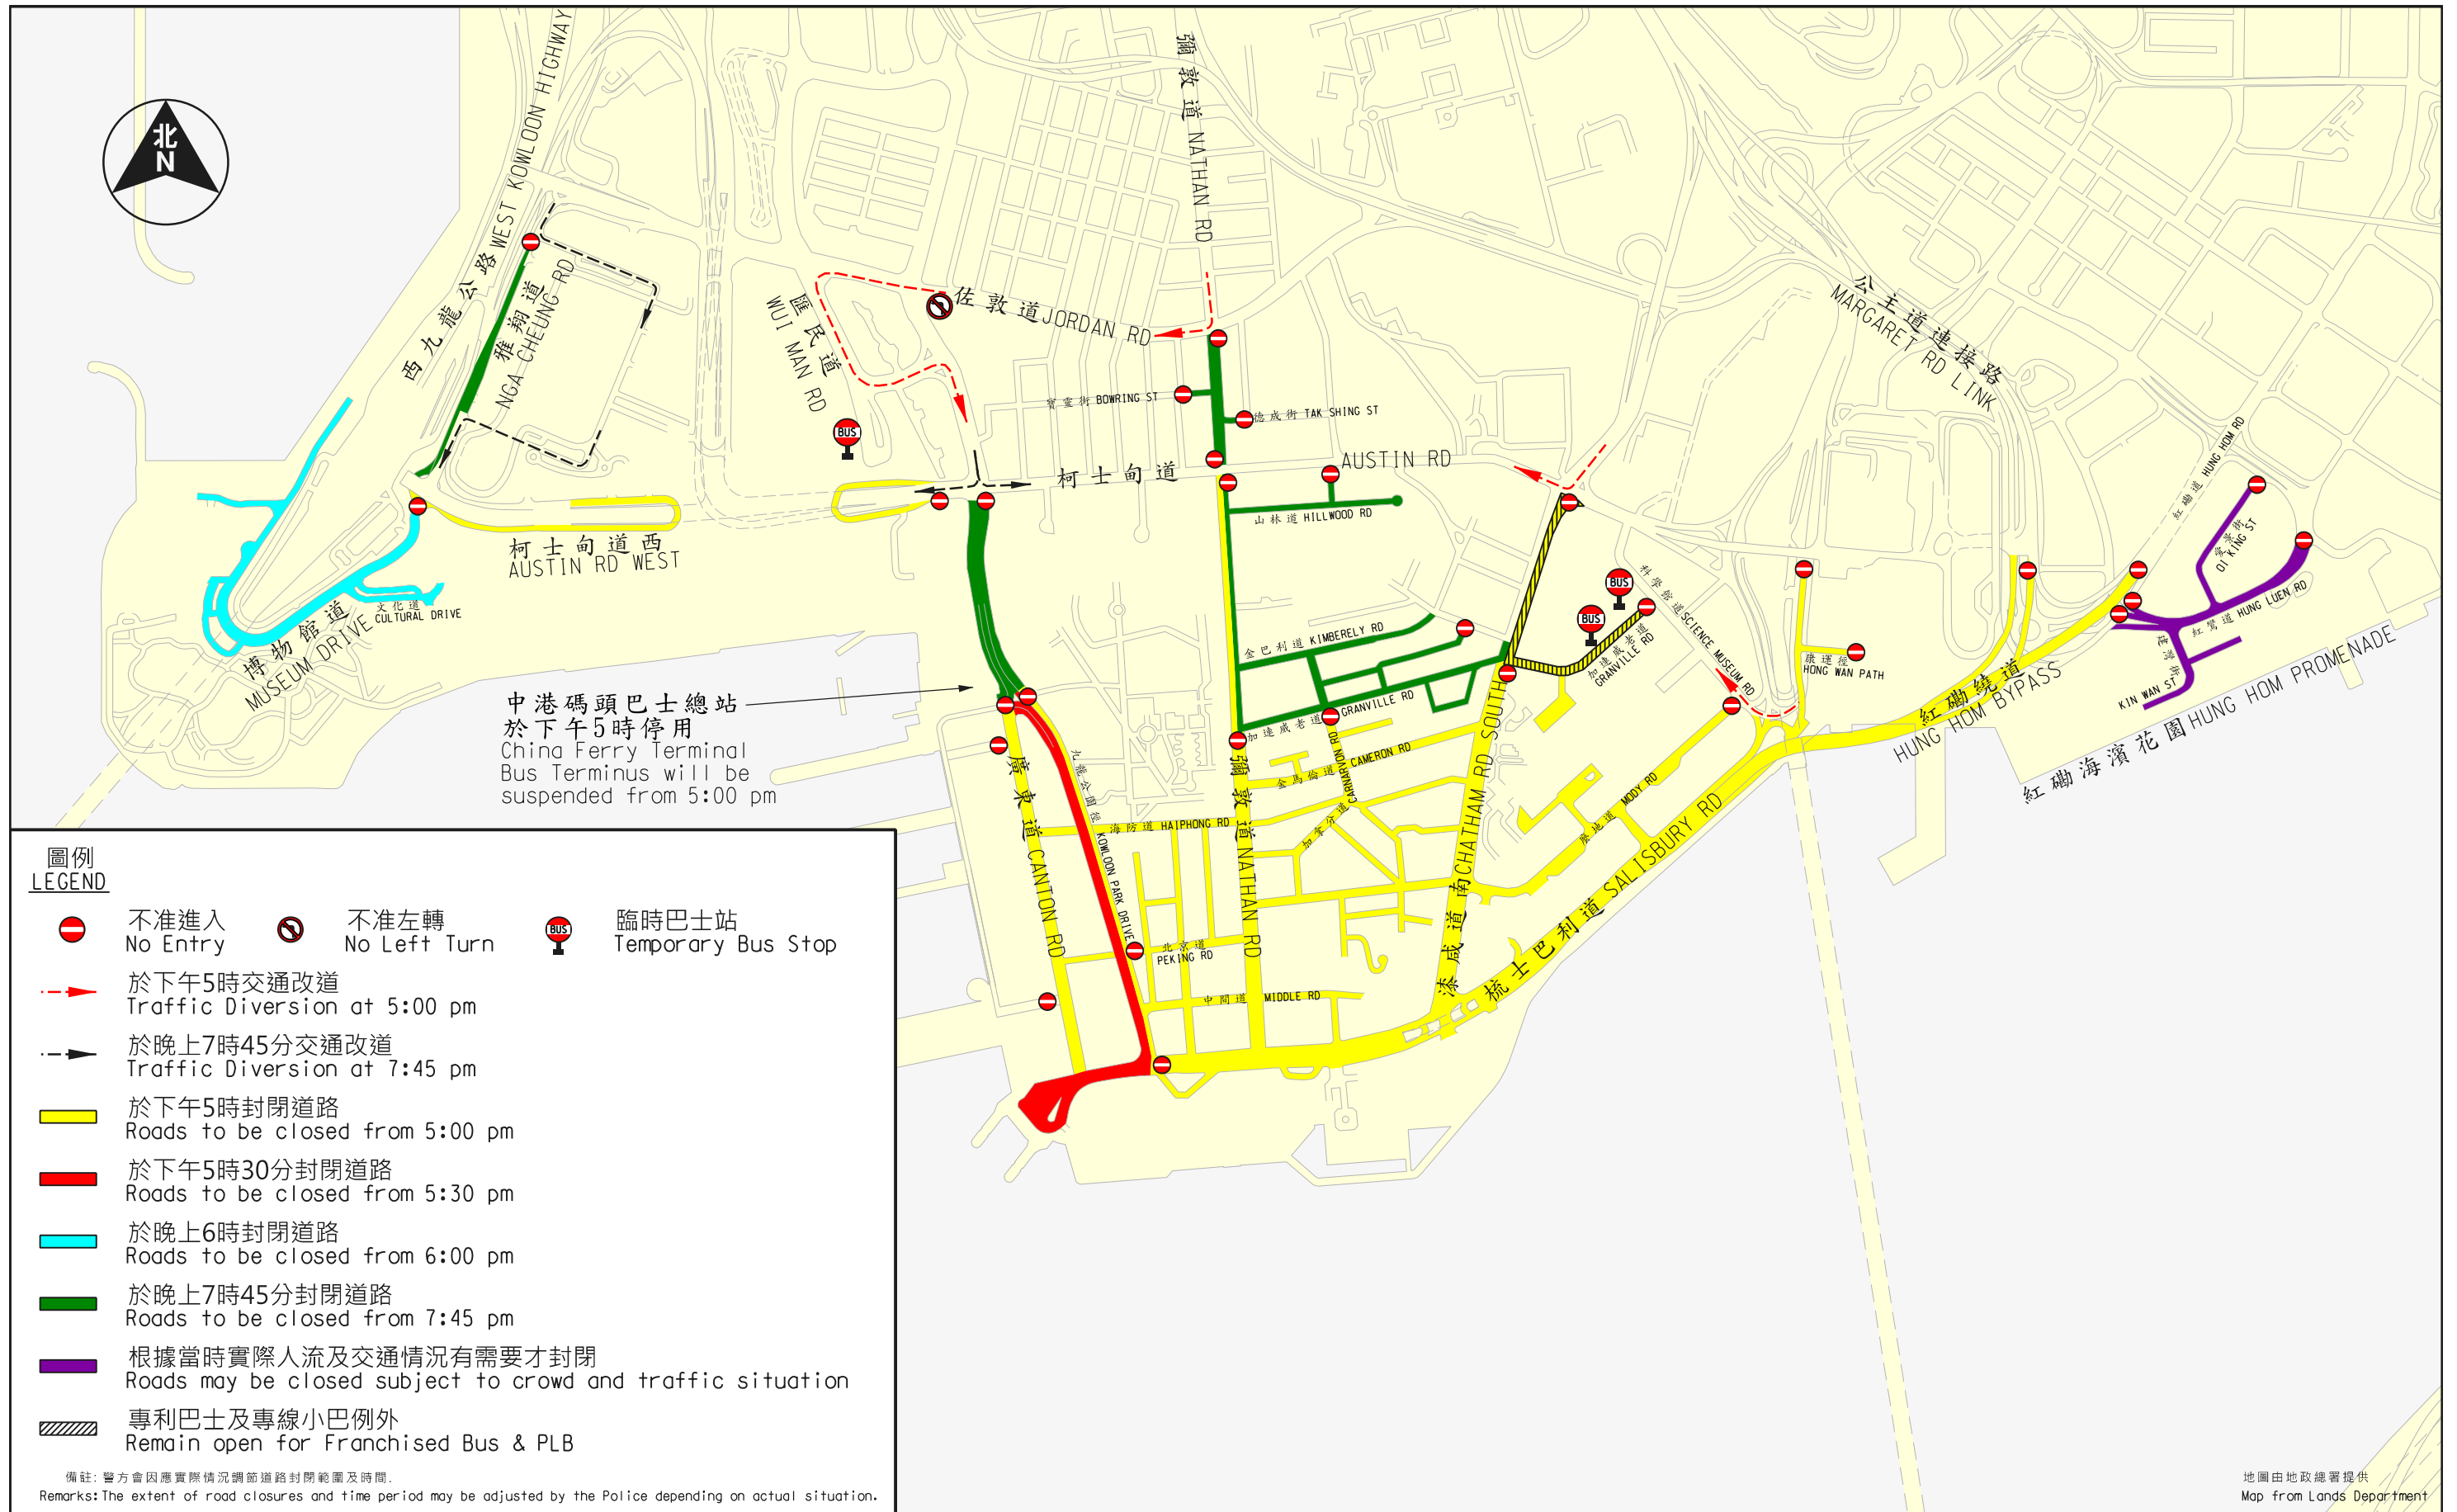 北
N
西九龍公路 WEST KOWLOON HIGHWAY
雅翔道
NGA CHEUNG RD
匯民道
WUI MAN RD
彌敦道 NATHAN RD
佐敦道 JORDAN RD
寶靈街 BOWRING ST
德成街 TAK SHING ST
柯士甸道
AUSTIN RD
山林道 HILLWOOD RD
公主道連接路
MARGARET RD LINK
紅磡道 HUNG HOM RD
愛景街
OI KING ST
紅鸞道 HUNG LUEN RD
建灣街
KIN WAN ST
紅磡海濱花園 HUNG HOM PROMENADE
紅磡繞道
HUNG HOM BYPASS
康運徑
HONG WAN PATH
科學館道 SCIENCE MUSEUM RD
BUS
BUS
BUS
加連威老道
GRANVILLE RD
柯士甸道西
AUSTIN RD WEST
文化道
CULTURAL DRIVE
博物館道
MUSEUM DRIVE
中港碼頭巴士總站
於下午5時停用
China Ferry Terminal
Bus Terminus will be
suspended from 5:00 pm
金巴利道 KIMBERELY RD
加連威老道 GRANVILLE RD
金馬倫道 CAMERON RD
CARNARVON RD
加拿分道
漆咸道南 CHATHAM RD SOUTH
麼地道 MODY RD
梳士巴利道 SALISBURY RD
九龍公園徑 KOWLOON PARK DRIVE
廣東道 CANTON RD
海防道 HAIPHONG RD
彌敦道 NATHAN RD
北京道
PEKING RD
中間道 MIDDLE RD
圖例
LEGEND
不准進入
No Entry
不准左轉
No Left Turn
BUS
臨時巴士站
Temporary Bus Stop
於下午5時交通改道
Traffic Diversion at 5:00 pm
於晚上7時45分交通改道
Traffic Diversion at 7:45 pm
於下午5時封閉道路
Roads to be closed from 5:00 pm
於下午5時30分封閉道路
Roads to be closed from 5:30 pm
於晚上6時封閉道路
Roads to be closed from 6:00 pm
於晚上7時45分封閉道路
Roads to be closed from 7:45 pm
根據當時實際人流及交通情況有需要才封閉
Roads may be closed subject to crowd and traffic situation
專利巴士及專線小巴例外
Remain open for Franchised Bus & PLB
備註: 警方會因應實際情況調節道路封閉範圍及時間.
Remarks: The extent of road closures and time period may be adjusted by the Police depending on actual situation.
地圖由地政總署提供
Map from Lands Department